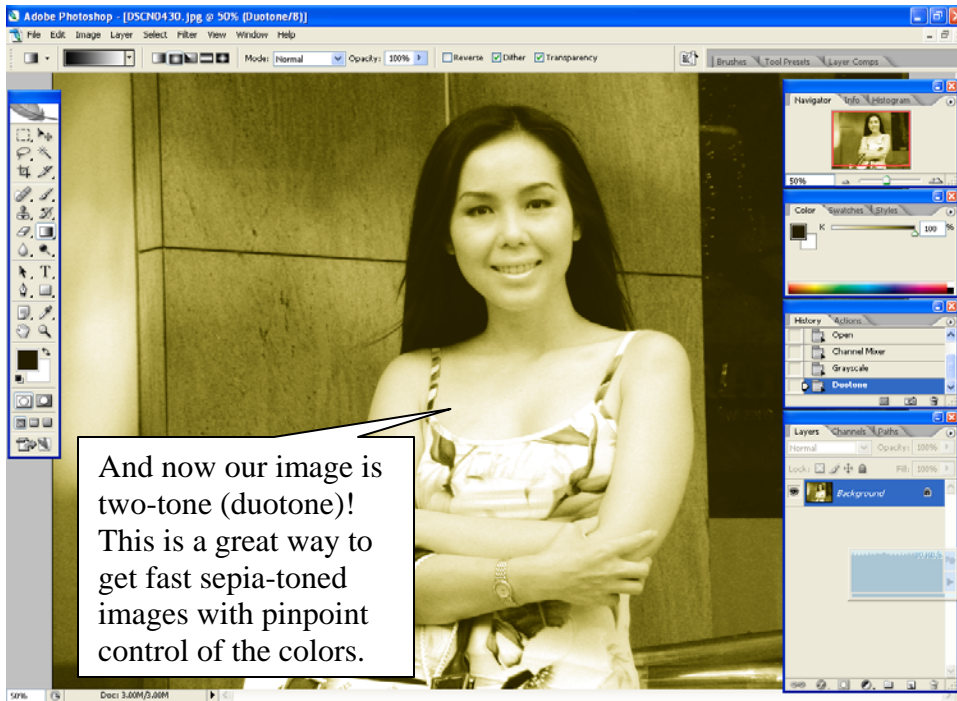 Adobe Photoshop - [DSCN0430.jpg @ 50% (Duotone/8)]
File Edit Image Layer Select Filter View Window Help
Mode: Normal Opacity: 100% Reverse Dither Transparency
Brushes Tool Presets Layer Comps
Navigator Info Histogram
50%
Color Swatches Styles
K 100 %
History Actions
Open
Channel Mixer
Grayscale
Duotone
Layers Channels Paths
Normal Opacity: 100%
Lock: Fill: 100%
Background
And now our image is
two-tone (duotone)!
This is a great way to
get fast sepia-toned
images with pinpoint
control of the colors.
50% Doc: 3.00M/3.00M